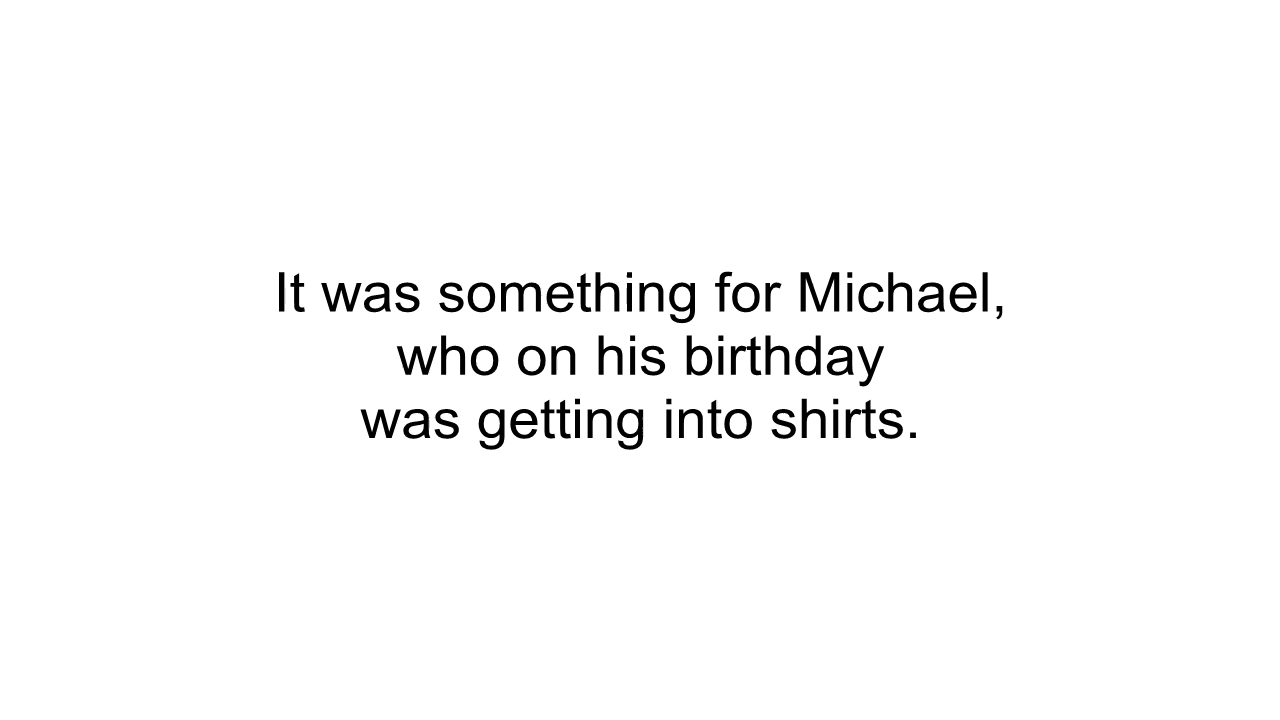 It was something for Michael,
who on his birthday
was getting into shirts.